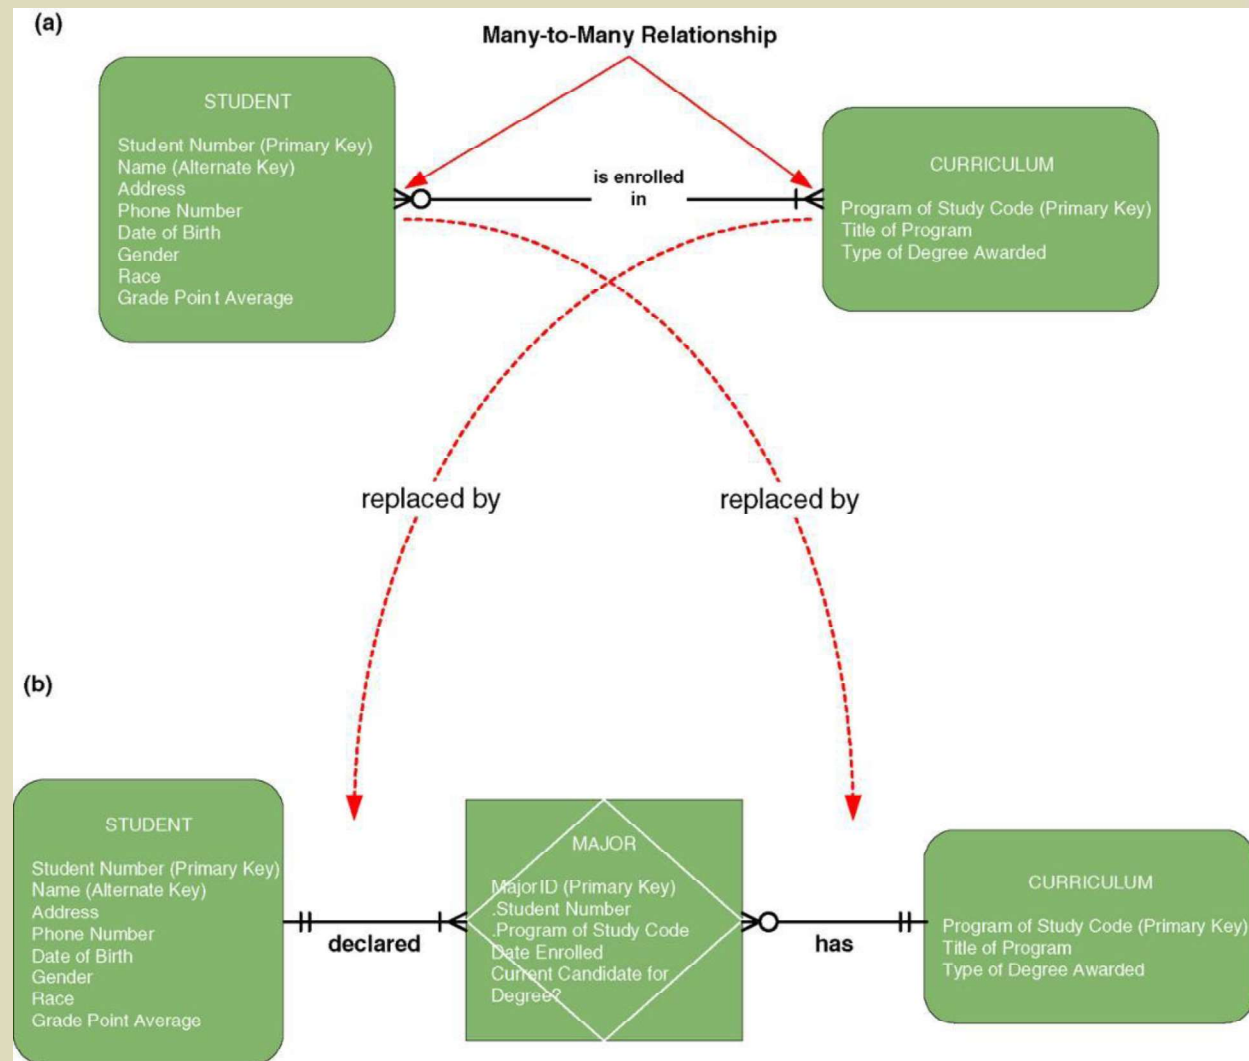 (a)
Many-to-Many Relationship
STUDENT
Student Number (Primary Key)
Name (Alternate Key)
Address
Phone Number
Date of Birth
Gender
Race
Grade Point Average
is enrolled
in
CURRICULUM
Program of Study Code (Primary Key)
Title of Program
Type of Degree Awarded
replaced by
replaced by
(b)
STUDENT
Student Number (Primary Key)
Name (Alternate Key)
Address
Phone Number
Date of Birth
Gender
Race
Grade Point Average
declared
MAJOR
MajorID (Primary Key)
.Student Number
.Program of Study Code
Date Enrolled
Current Candidate for
Degree?
has
CURRICULUM
Program of Study Code (Primary Key)
Title of Program
Type of Degree Awarded